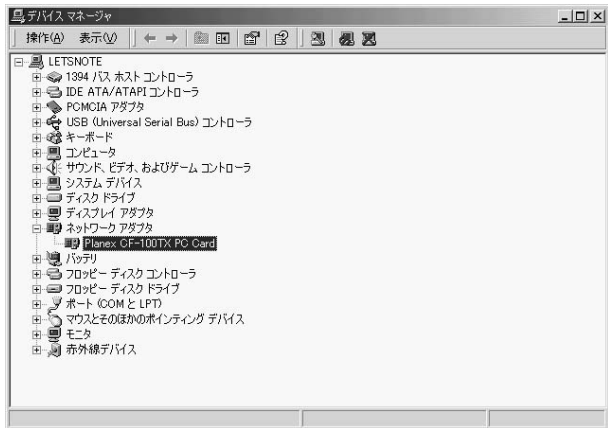 デバイス マネージャ
操作(A) 表示(V)
LETSNOTE
1394 バス ホスト コントローラ
IDE ATA/ATAPI コントローラ
PCMCIA アダプタ
USB (Universal Serial Bus) コントローラ
キーボード
コンピュータ
サウンド、ビデオ、およびゲーム コントローラ
システム デバイス
ディスク ドライブ
ディスプレイ アダプタ
ネットワーク アダプタ
Planex CF-100TX PC Card
バッテリ
フロッピー ディスク コントローラ
フロッピー ディスク ドライブ
ポート (COM と LPT)
マウスとそのほかのポインティング デバイス
モニタ
赤外線デバイス